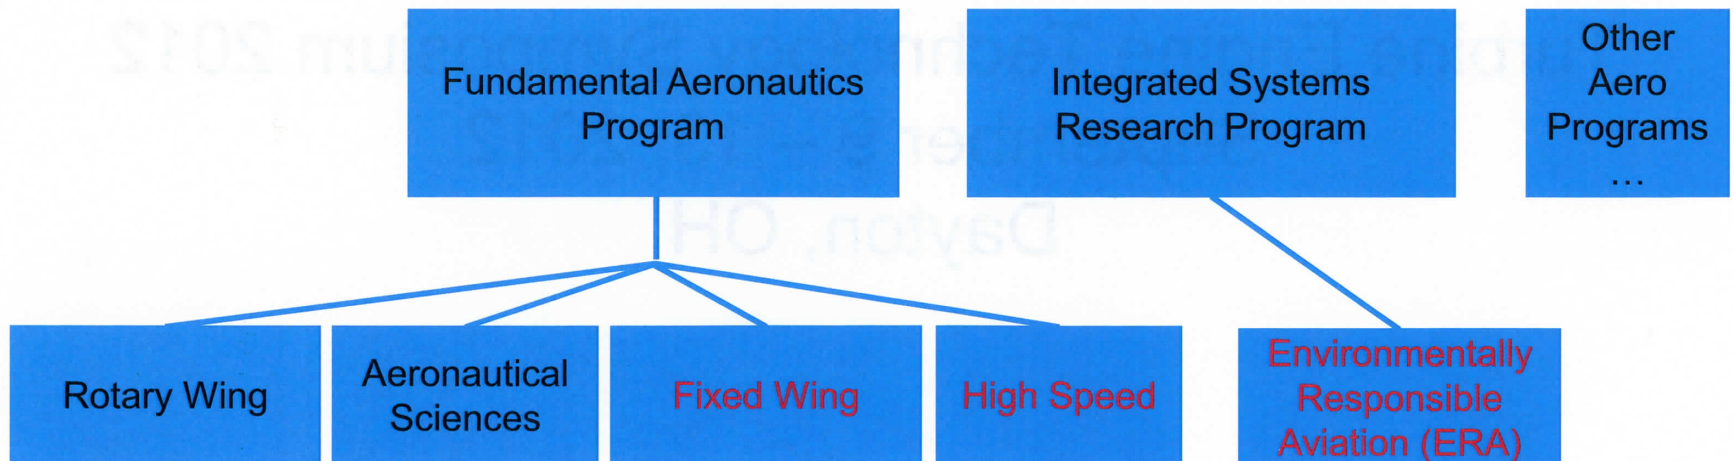 Fundamental Aeronautics
Program
Integrated Systems
Research Program
Other
Aero
Programs
…
Rotary Wing
Aeronautical
Sciences
Fixed Wing
High Speed
Environmentally
Responsible
Aviation (ERA)